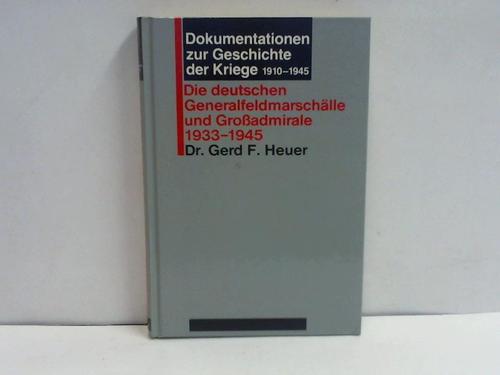 Dokumentationen
zur Geschichte
der Kriege 1910–1945
Die deutschen
Generalfeldmarschälle
und Großadmirale
1933–1945
Dr. Gerd F. Heuer